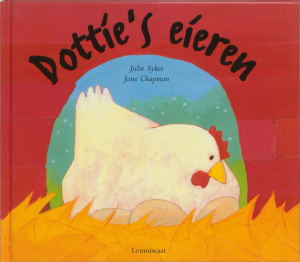 Dottie's eieren
Julie Sykes
Jane Chapman
Lemniscaat